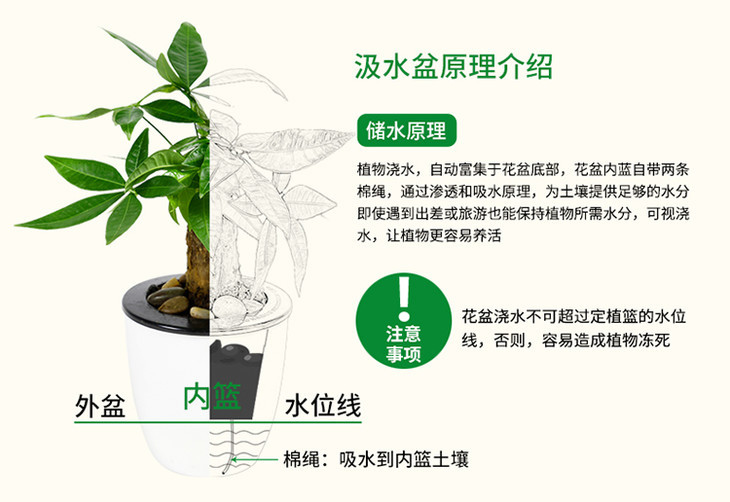 汲水盆原理介绍
储水原理
植物浇水，自动富集于花盆底部，花盆内蓝自带两条
棉绳，通过渗透和吸水原理，为土壤提供足够的水分
即使遇到出差或旅游也能保持植物所需水分，可视浇
水，让植物更容易养活
!
注意
事项
花盆浇水不可超过定植篮的水位
线，否则，容易造成植物冻死
外盆
内篮
水位线
棉绳：吸水到内篮土壤